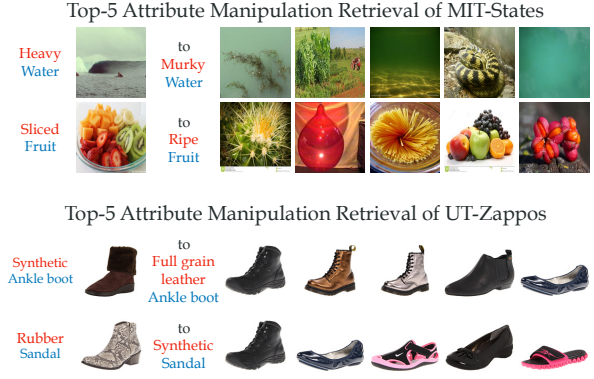 Top-5 Attribute Manipulation Retrieval of MIT-States
Heavy
Water
to
Murky
Water
Sliced
Fruit
to
Ripe
Fruit
Top-5 Attribute Manipulation Retrieval of UT-Zappos
Synthetic
Ankle boot
to
Full grain
leather
Ankle boot
Rubber
Sandal
to
Synthetic
Sandal